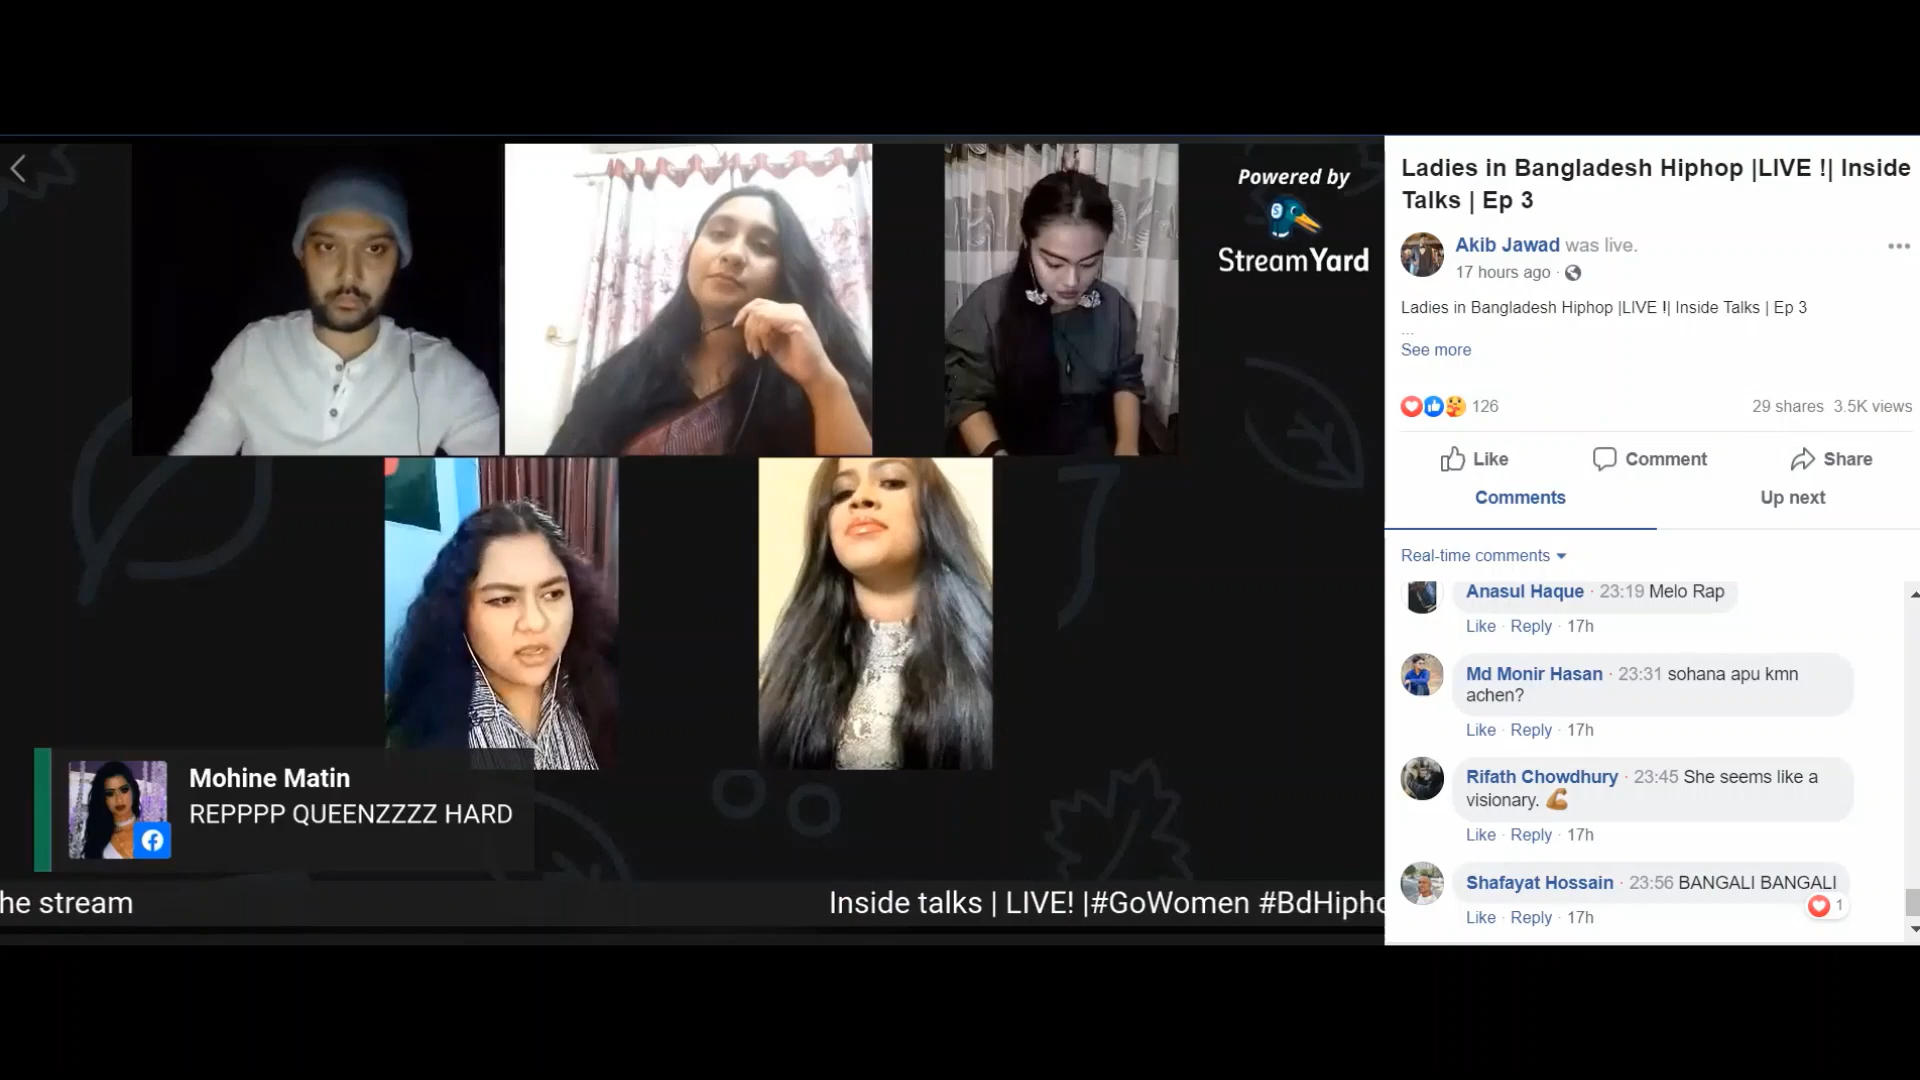 Powered by
StreamYard
Mohine Matin
REPPPP QUEENZZZZ HARD
he stream
Inside talks | LIVE! |#GoWomen #BdHipho
Ladies in Bangladesh Hiphop |LIVE !| Inside
Talks | Ep 3
Akib Jawad was live.
17 hours ago ·
Ladies in Bangladesh Hiphop |LIVE !| Inside Talks | Ep 3
...
See more
126
29 shares 3.5K views
Like Comment Share
Comments Up next
Real-time comments
Anasul Haque · 23:19 Melo Rap
Like · Reply · 17h
Md Monir Hasan · 23:31 sohana apu kmn
achen?
Like · Reply · 17h
Rifath Chowdhury · 23:45 She seems like a
visionary. 💪
Like · Reply · 17h
Shafayat Hossain · 23:56 BANGALI BANGALI
1
Like · Reply · 17h